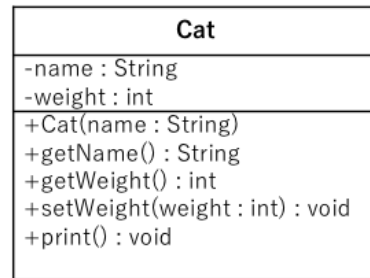 Cat
-name : String
-weight : int
+Cat(name : String)
+getName() : String
+getWeight() : int
+setWeight(weight : int) : void
+print() : void